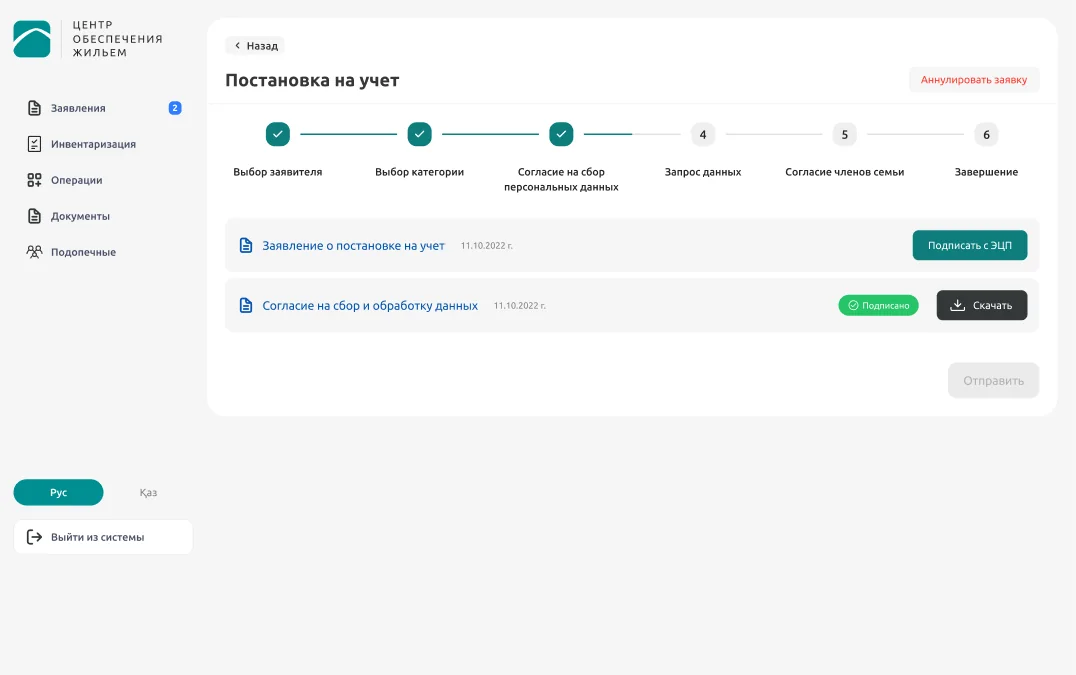 ЦЕНТР
ОБЕСПЕЧЕНИЯ
ЖИЛЬЕМ
Заявления 2
Инвентаризация
Операции
Документы
Подопечные
Рус Қаз
Выйти из системы
Назад
Постановка на учет
Аннулировать заявку
4 5 6
Выбор заявителя
Выбор категории
Согласие на сбор
персональных данных
Запрос данных
Согласие членов семьи
Завершение
Заявление о постановке на учет 11.10.2022 г. Подписать с ЭЦП
Согласие на сбор и обработку данных 11.10.2022 г. Подписано Скачать
Отправить